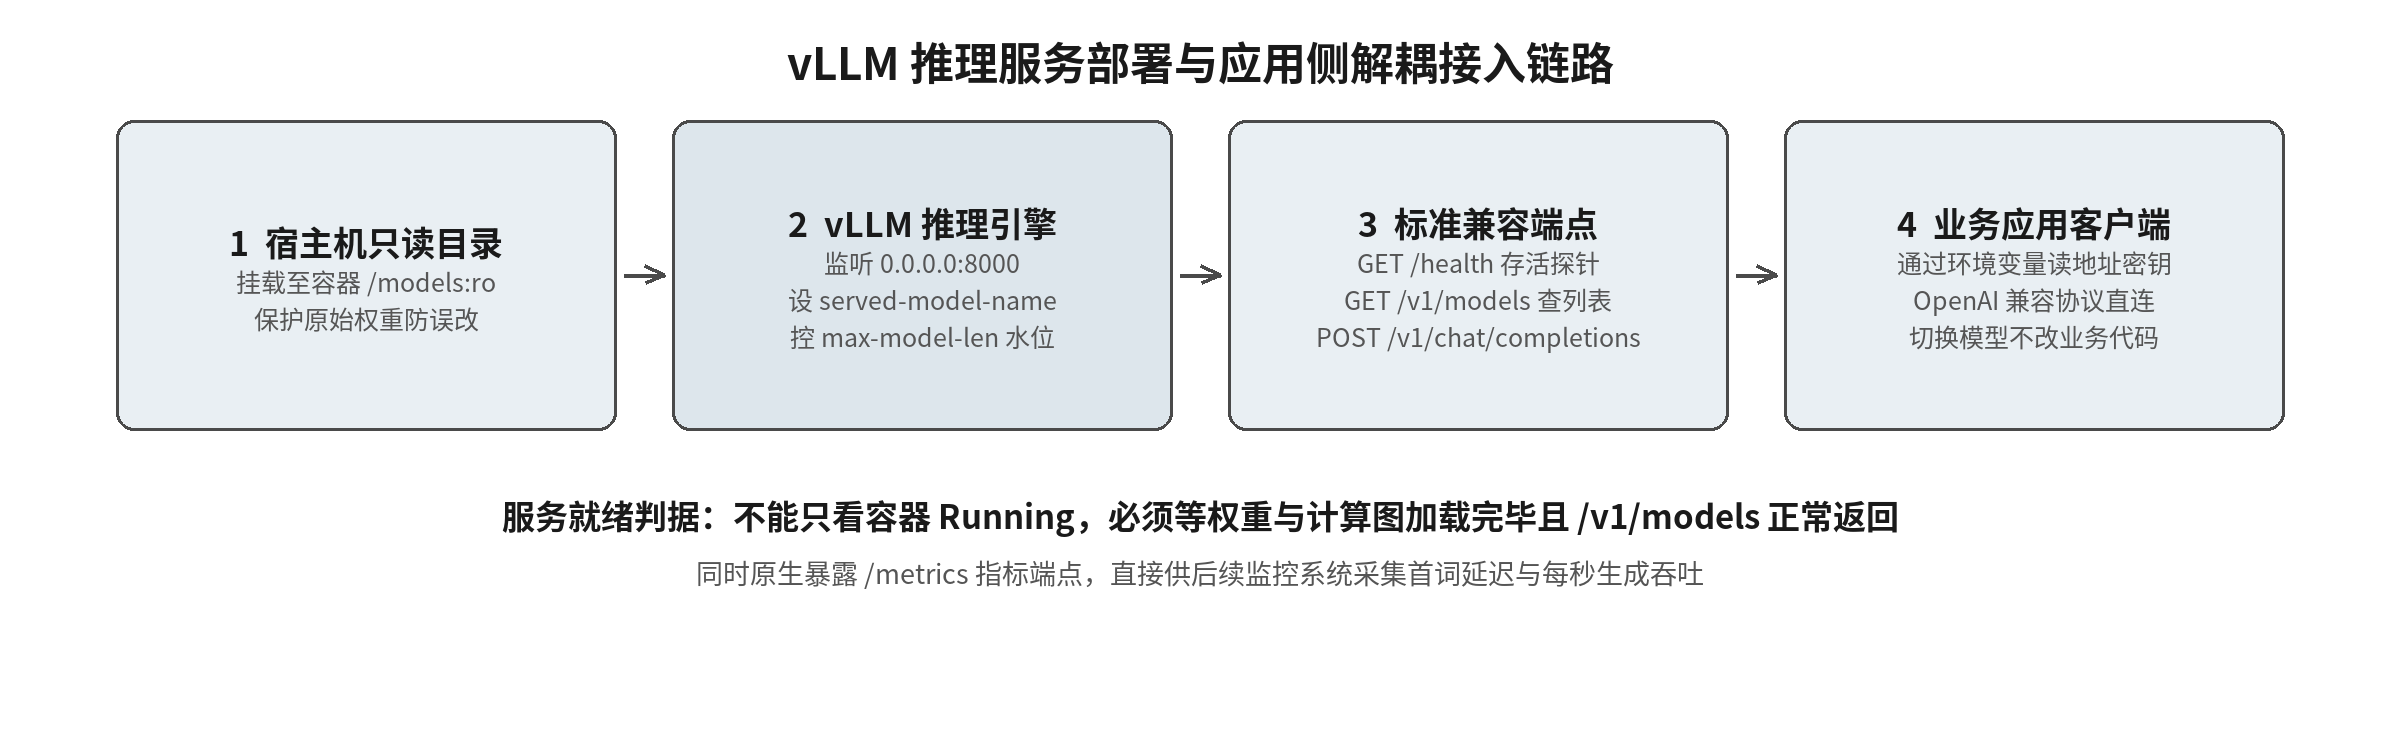 vLLM 推理服务部署与应用侧解耦接入链路
1 宿主机只读目录
挂载至容器 /models:ro
保护原始权重防误改
2 vLLM 推理引擎
监听 0.0.0.0:8000
设 served-model-name
控 max-model-len 水位
3 标准兼容端点
GET /health 存活探针
GET /v1/models 查列表
POST /v1/chat/completions
4 业务应用客户端
通过环境变量读地址密钥
OpenAI 兼容协议直连
切换模型不改业务代码
服务就绪判据：不能只看容器 Running，必须等权重与计算图加载完毕且 /v1/models 正常返回
同时原生暴露 /metrics 指标端点，直接供后续监控系统采集首词延迟与每秒生成吞吐